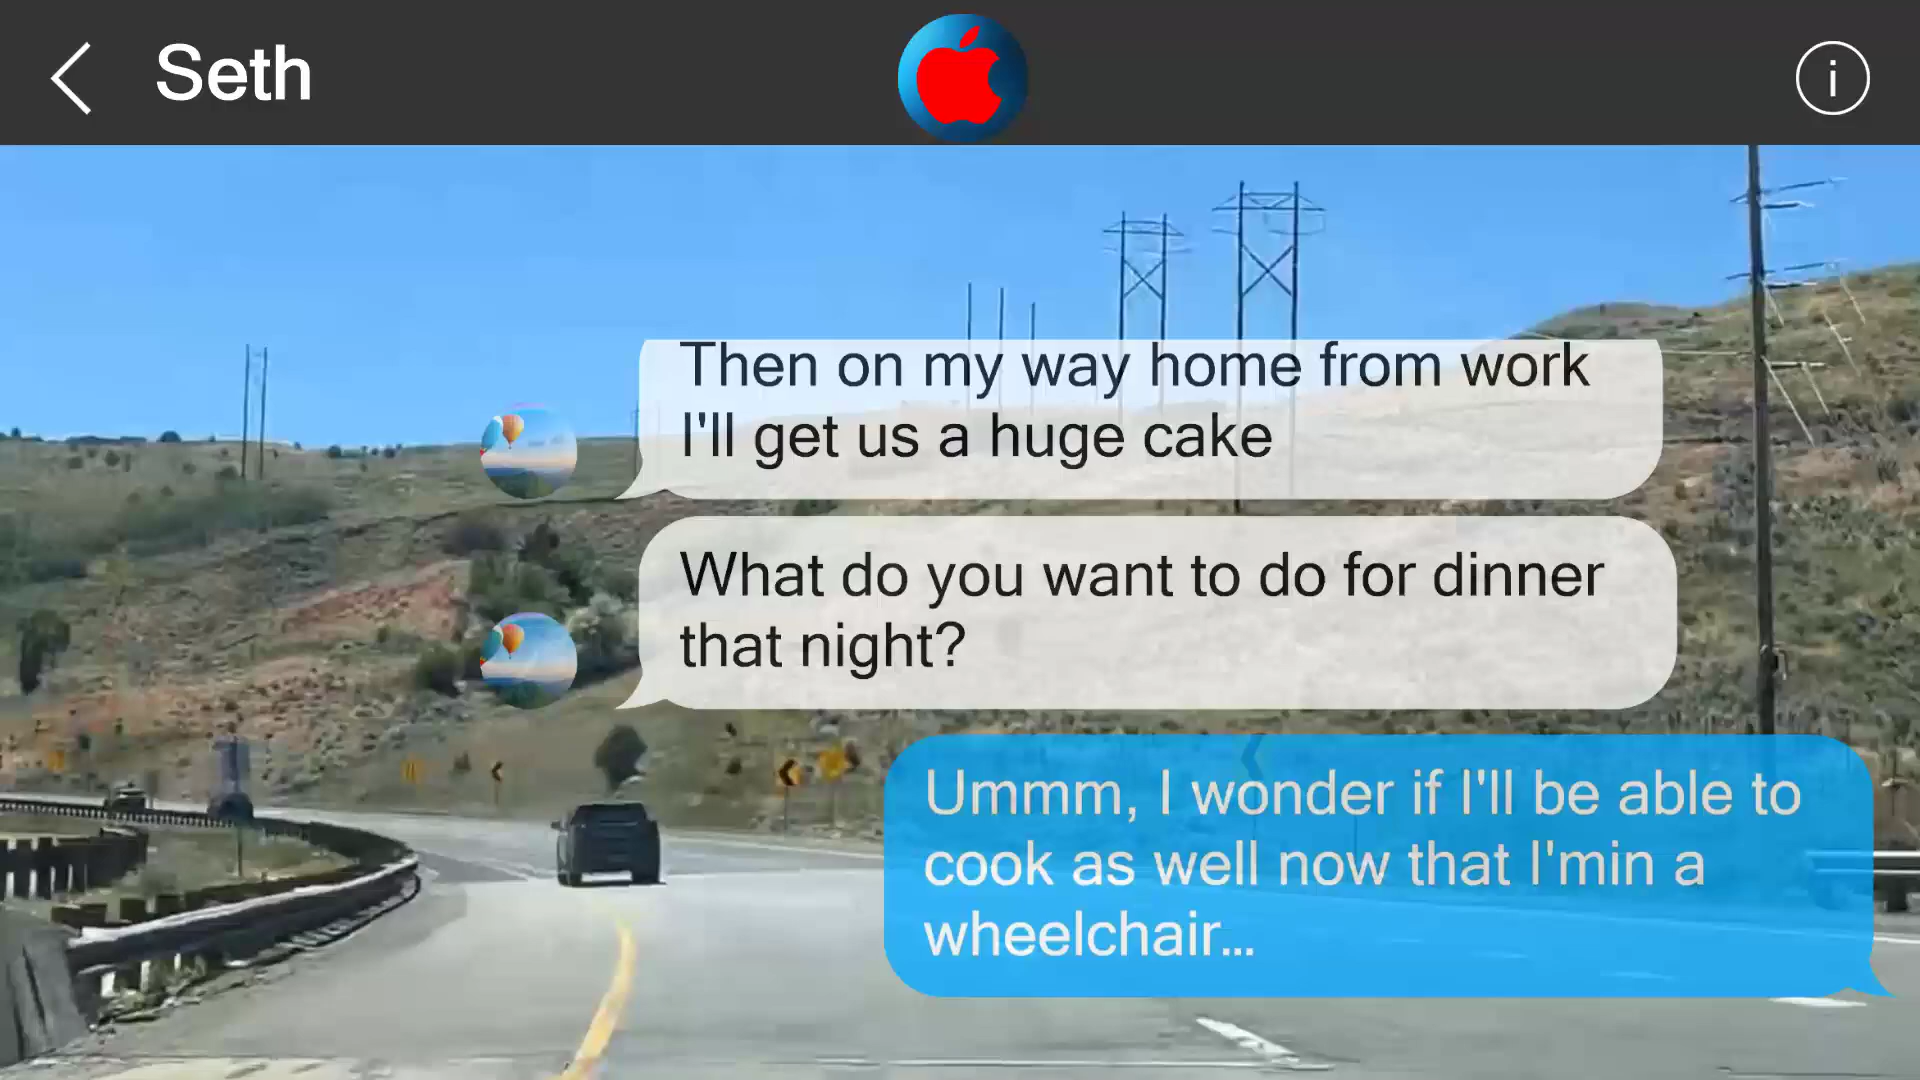 Seth
i
Then on my way home from work
I'll get us a huge cake
What do you want to do for dinner
that night?
Ummm, I wonder if I'll be able to
cook as well now that I'min a
wheelchair...